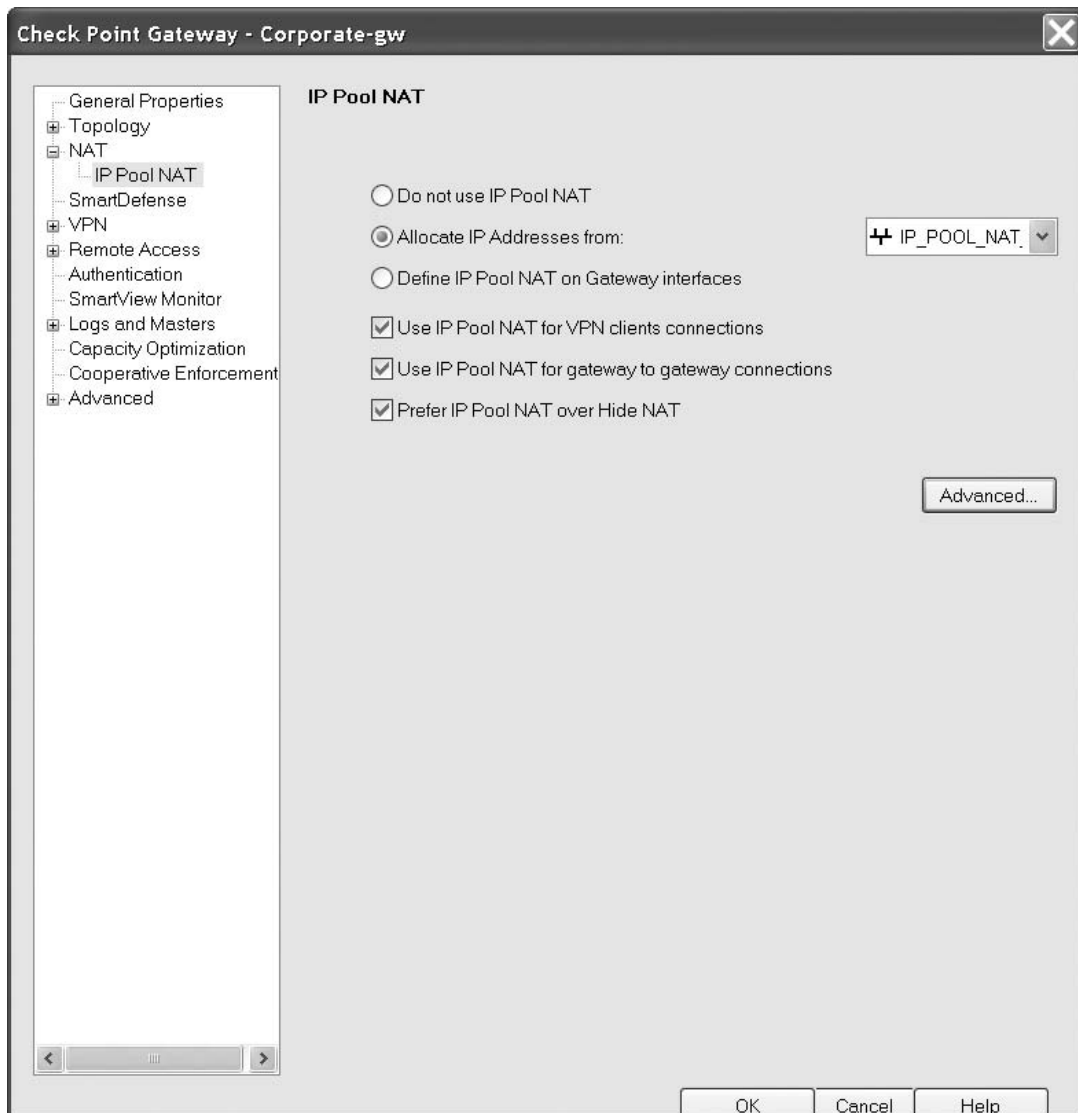 Check Point Gateway - Corporate-gw
General Properties
Topology
NAT
IP Pool NAT
SmartDefense
VPN
Remote Access
Authentication
SmartView Monitor
Logs and Masters
Capacity Optimization
Cooperative Enforcement
Advanced
IP Pool NAT
Do not use IP Pool NAT
Allocate IP Addresses from: IP_POOL_NAT_
Define IP Pool NAT on Gateway interfaces
Use IP Pool NAT for VPN clients connections
Use IP Pool NAT for gateway to gateway connections
Prefer IP Pool NAT over Hide NAT
Advanced...
OK Cancel Help